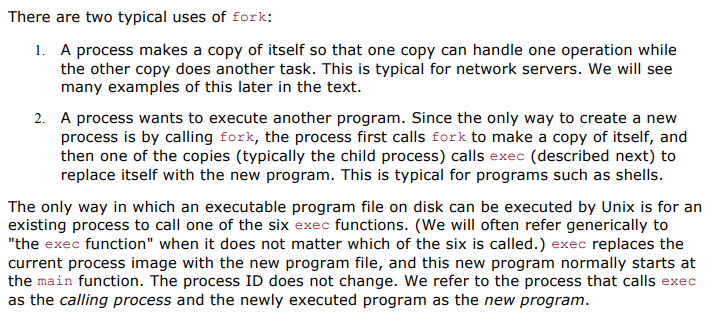 There are two typical uses of fork:
1. A process makes a copy of itself so that one copy can handle one operation while
the other copy does another task. This is typical for network servers. We will see
many examples of this later in the text.
2. A process wants to execute another program. Since the only way to create a new
process is by calling fork, the process first calls fork to make a copy of itself, and
then one of the copies (typically the child process) calls exec (described next) to
replace itself with the new program. This is typical for programs such as shells.
The only way in which an executable program file on disk can be executed by Unix is for an
existing process to call one of the six exec functions. (We will often refer generically to
"the exec function" when it does not matter which of the six is called.) exec replaces the
current process image with the new program file, and this new program normally starts at
the main function. The process ID does not change. We refer to the process that calls exec
as the calling process and the newly executed program as the new program.